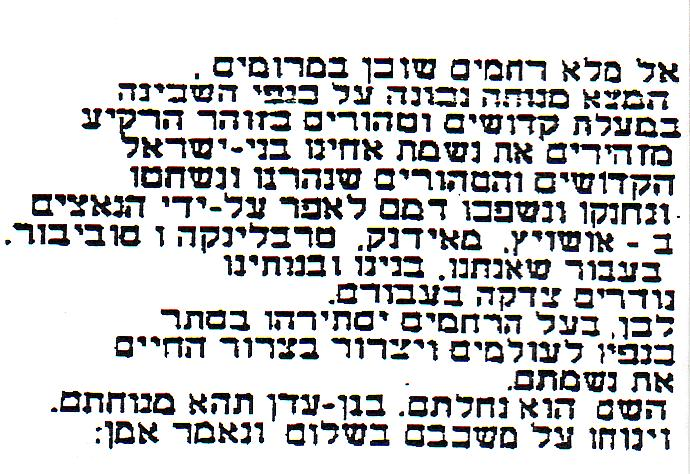 אל מלא רחמים שוכן במרומים.
המצא מנוחה נכונה על כנפי השכינה
במעלת קדושים וטהורים כזוהר הרקיע
מזהירים את נשמת אחינו בני-ישראל
הקדושים והטהורים שנהרגו ונשחטו
ונחנקו ונשפכו דמם לאפר על-ידי הנאצים
ב - אושויץ. מאידנק. טרבלינקה ו סוביבור.
בעבור שאנחנו. בנינו ובנותינו
נודרים צדקה בעבורם.
לכן. בעל הרחמים יסתירהו בסתר
כנפיו לעולמים ויצרור בצרור החיים
את נשמתם.
השם הוא נחלתם. בגן-עדן תהא מנוחתם.
וינוחו על משכבם בשלום ונאמר אמן: